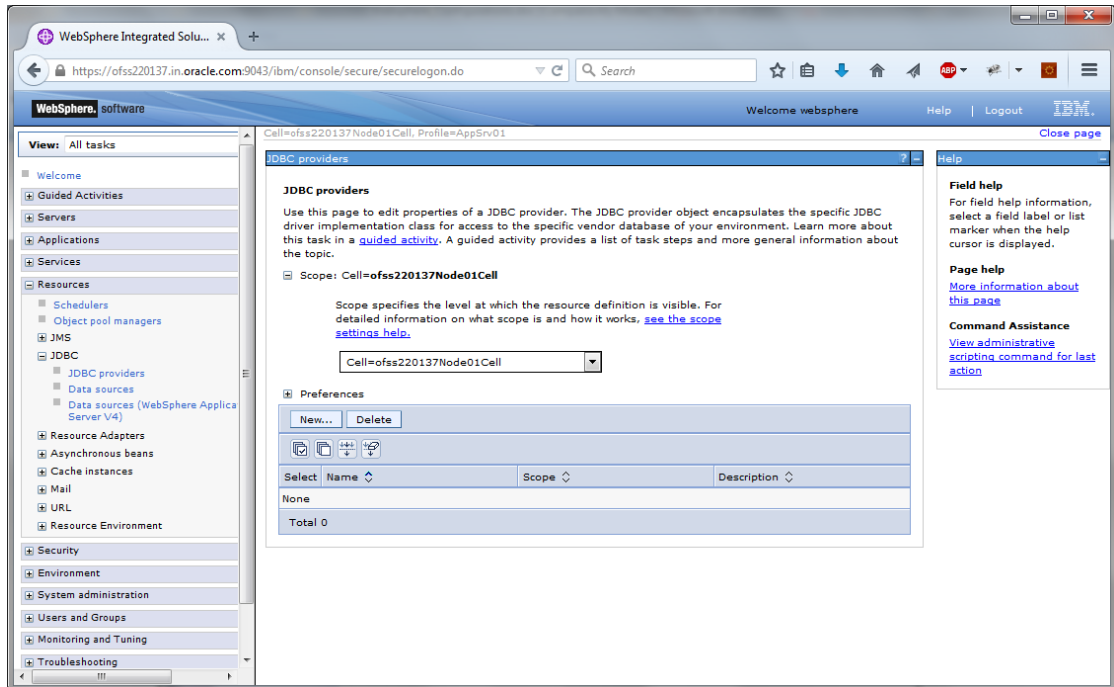 WebSphere Integrated Solu... × +
https://ofss220137.in.oracle.com:9043/ibm/console/secure/securelogon.do
Search
ABP
WebSphere. software
Welcome websphere
Help | Logout
IBM.
View: All tasks
Welcome
Guided Activities
Servers
Applications
Services
Resources
Schedulers
Object pool managers
JMS
JDBC
JDBC providers
Data sources
Data sources (WebSphere Applica
Server V4)
Resource Adapters
Asynchronous beans
Cache instances
Mail
URL
Resource Environment
Security
Environment
System administration
Users and Groups
Monitoring and Tuning
Troubleshooting
Cell=ofss220137Node01Cell, Profile=AppSrv01
Close page
JDBC providers
? -
JDBC providers
Use this page to edit properties of a JDBC provider. The JDBC provider object encapsulates the specific JDBC
driver implementation class for access to the specific vendor database of your environment. Learn more about
this task in a guided activity. A guided activity provides a list of task steps and more general information about
the topic.
Scope: Cell=ofss220137Node01Cell
Scope specifies the level at which the resource definition is visible. For
detailed information on what scope is and how it works, see the scope
settings help.
Cell=ofss220137Node01Cell
Preferences
New... Delete
Select Name Scope Description
None
Total 0
Help
Field help
For field help information,
select a field label or list
marker when the help
cursor is displayed.
Page help
More information about
this page
Command Assistance
View administrative
scripting command for last
action